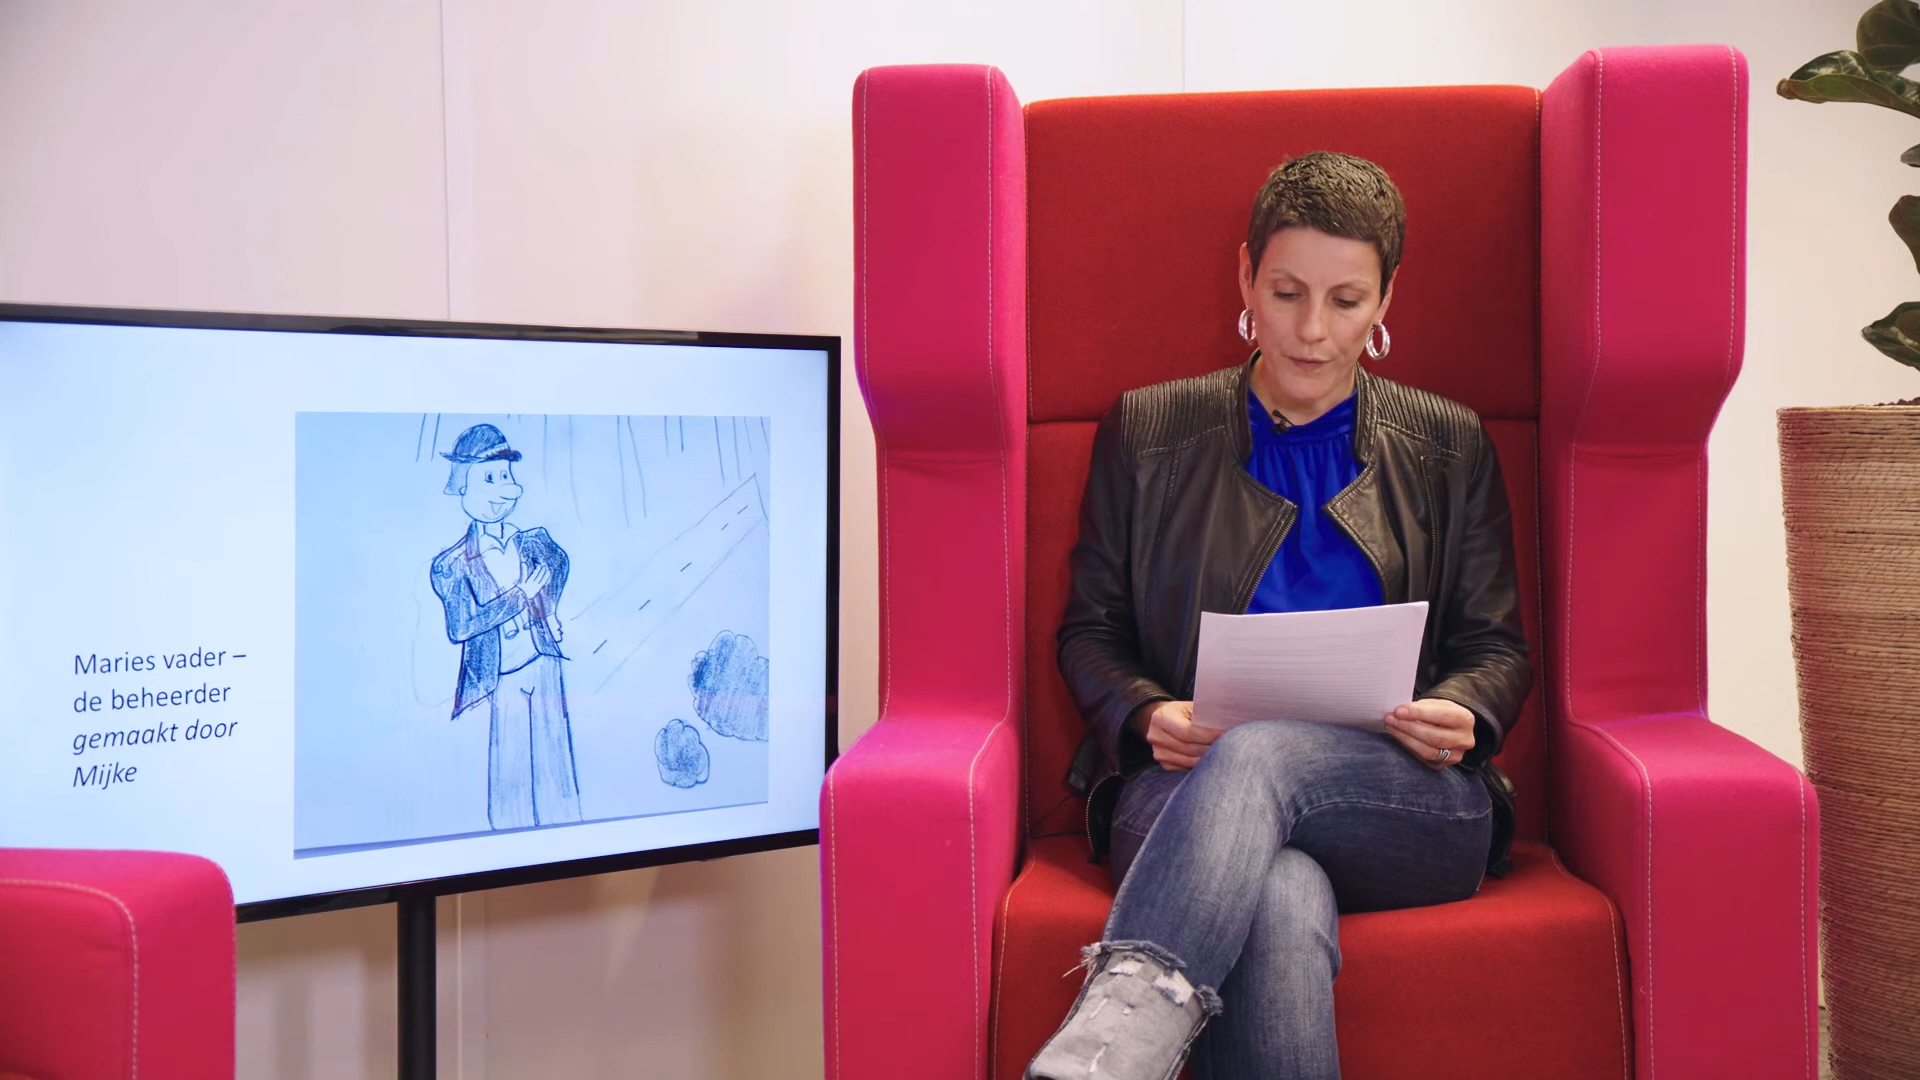 Maries vader –
de beheerder
gemaakt door
Mijke